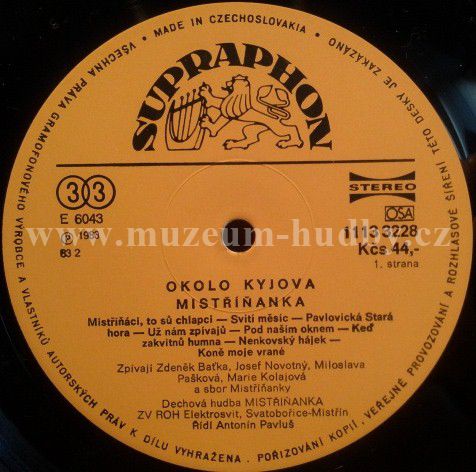 • MADE IN CZECHOSLOVAKIA • VŠECHNA PRÁVA GRAMOFONOVÉHO VÝROBCE A VLASTNÍKŮ AUTORSKÝCH PRÁV K DÍLU VYHRAŽENA. • POŘIZOVÁNÍ KOPIÍ, VEŘEJNÉ PROVOZOVÁNÍ A ROZHLASOVÉ ŠÍŘENÍ TÉTO DESKY JE ZAKÁZÁNO
SUPRAPHON
33
STEREO
E 6043
OSA
℗ 1983
1113 3228
83 2
Kčs 44,-
1. strana
www.muzeum-hudby.cz
OKOLO KYJOVA
MISTŘÍŇANKA
Mistříňáci, to sú chlapci — Svítí měsíc — Pavlovická Stará
hora — Už nám zpívajú — Pod našim oknem — Keď
zakvitnú humna — Nenkovský hájek —
Koně moje vrané
Zpívají Zdeněk Baťka, Josef Novotný, Miloslava
Pašková, Marie Kolajová
a sbor Mistříňanky
Dechová hudba MISTŘÍŇANKA
ZV ROH Elektrosvit, Svatobořice-Mistřín
Řídí Antonín Pavluš